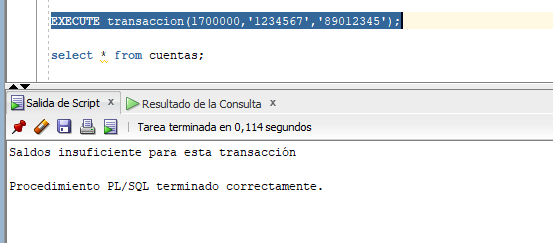 EXECUTE transaccion(1700000,'1234567','89012345');
select * from cuentas;
Salida de Script x Resultado de la Consulta x
Tarea terminada en 0,114 segundos
Saldos insuficiente para esta transacción
Procedimiento PL/SQL terminado correctamente.